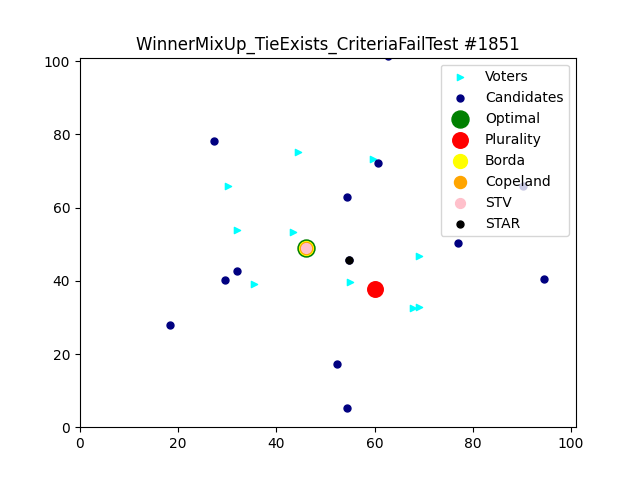 WinnerMixUp_TieExists_CriteriaFailTest #1851
100
80
60
40
20
0
0 20 40 60 80 100
Voters
Candidates
Optimal
Plurality
Borda
Copeland
STV
STAR